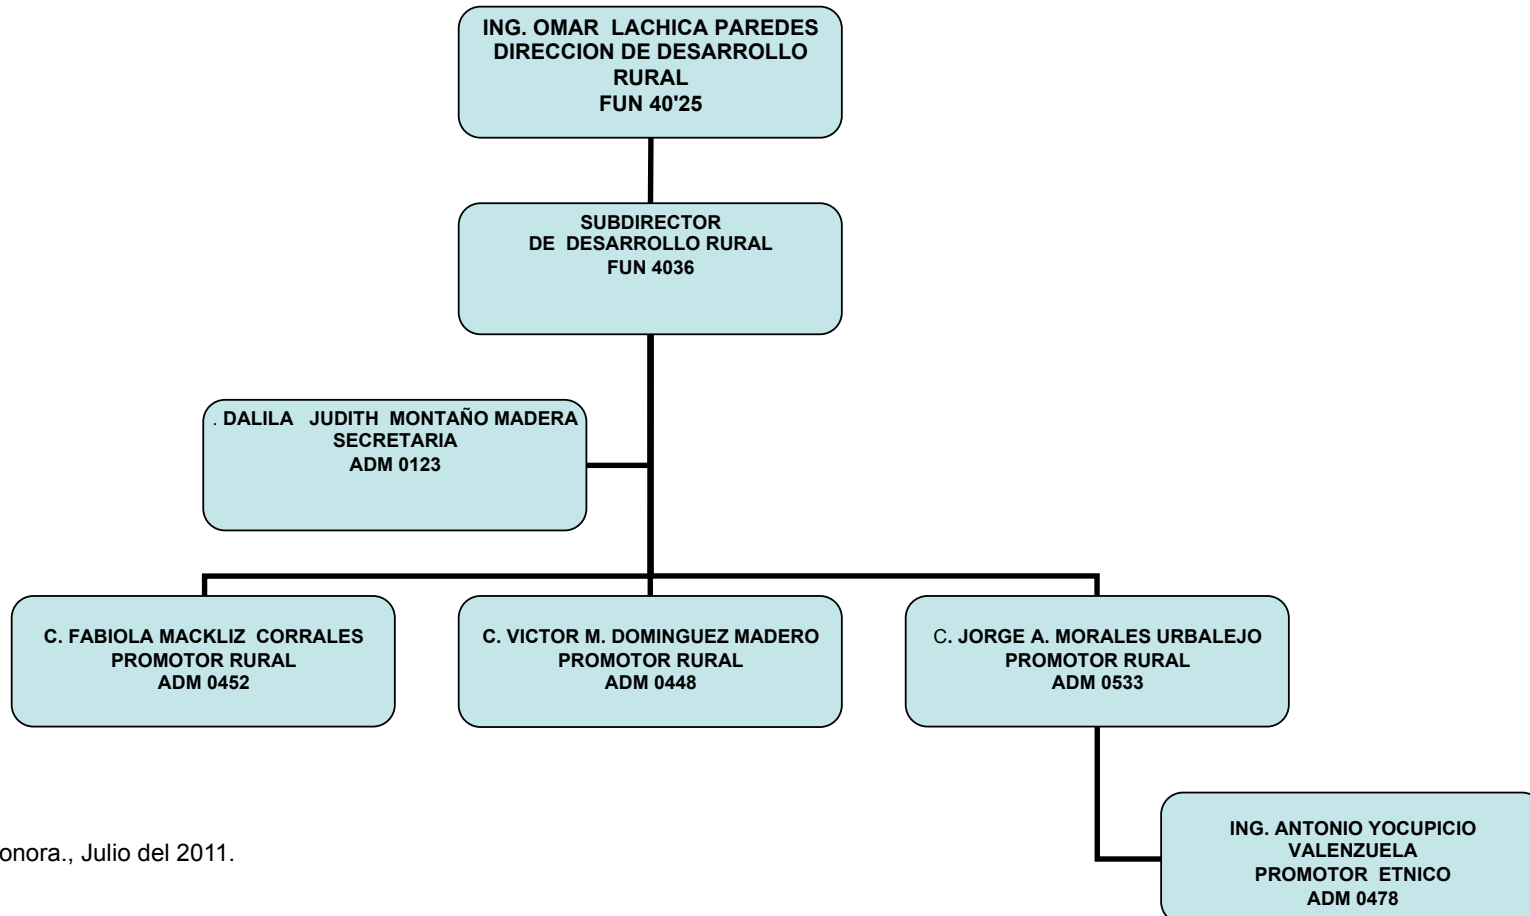 ING. OMAR LACHICA PAREDES
DIRECCION DE DESARROLLO
RURAL
FUN 40'25
SUBDIRECTOR
DE DESARROLLO RURAL
FUN 4036
. DALILA JUDITH MONTAÑO MADERA
SECRETARIA
ADM 0123
C. FABIOLA MACKLIZ CORRALES
PROMOTOR RURAL
ADM 0452
C. VICTOR M. DOMINGUEZ MADERO
PROMOTOR RURAL
ADM 0448
C. JORGE A. MORALES URBALEJO
PROMOTOR RURAL
ADM 0533
ING. ANTONIO YOCUPICIO
VALENZUELA
PROMOTOR ETNICO
ADM 0478
onora., Julio del 2011.